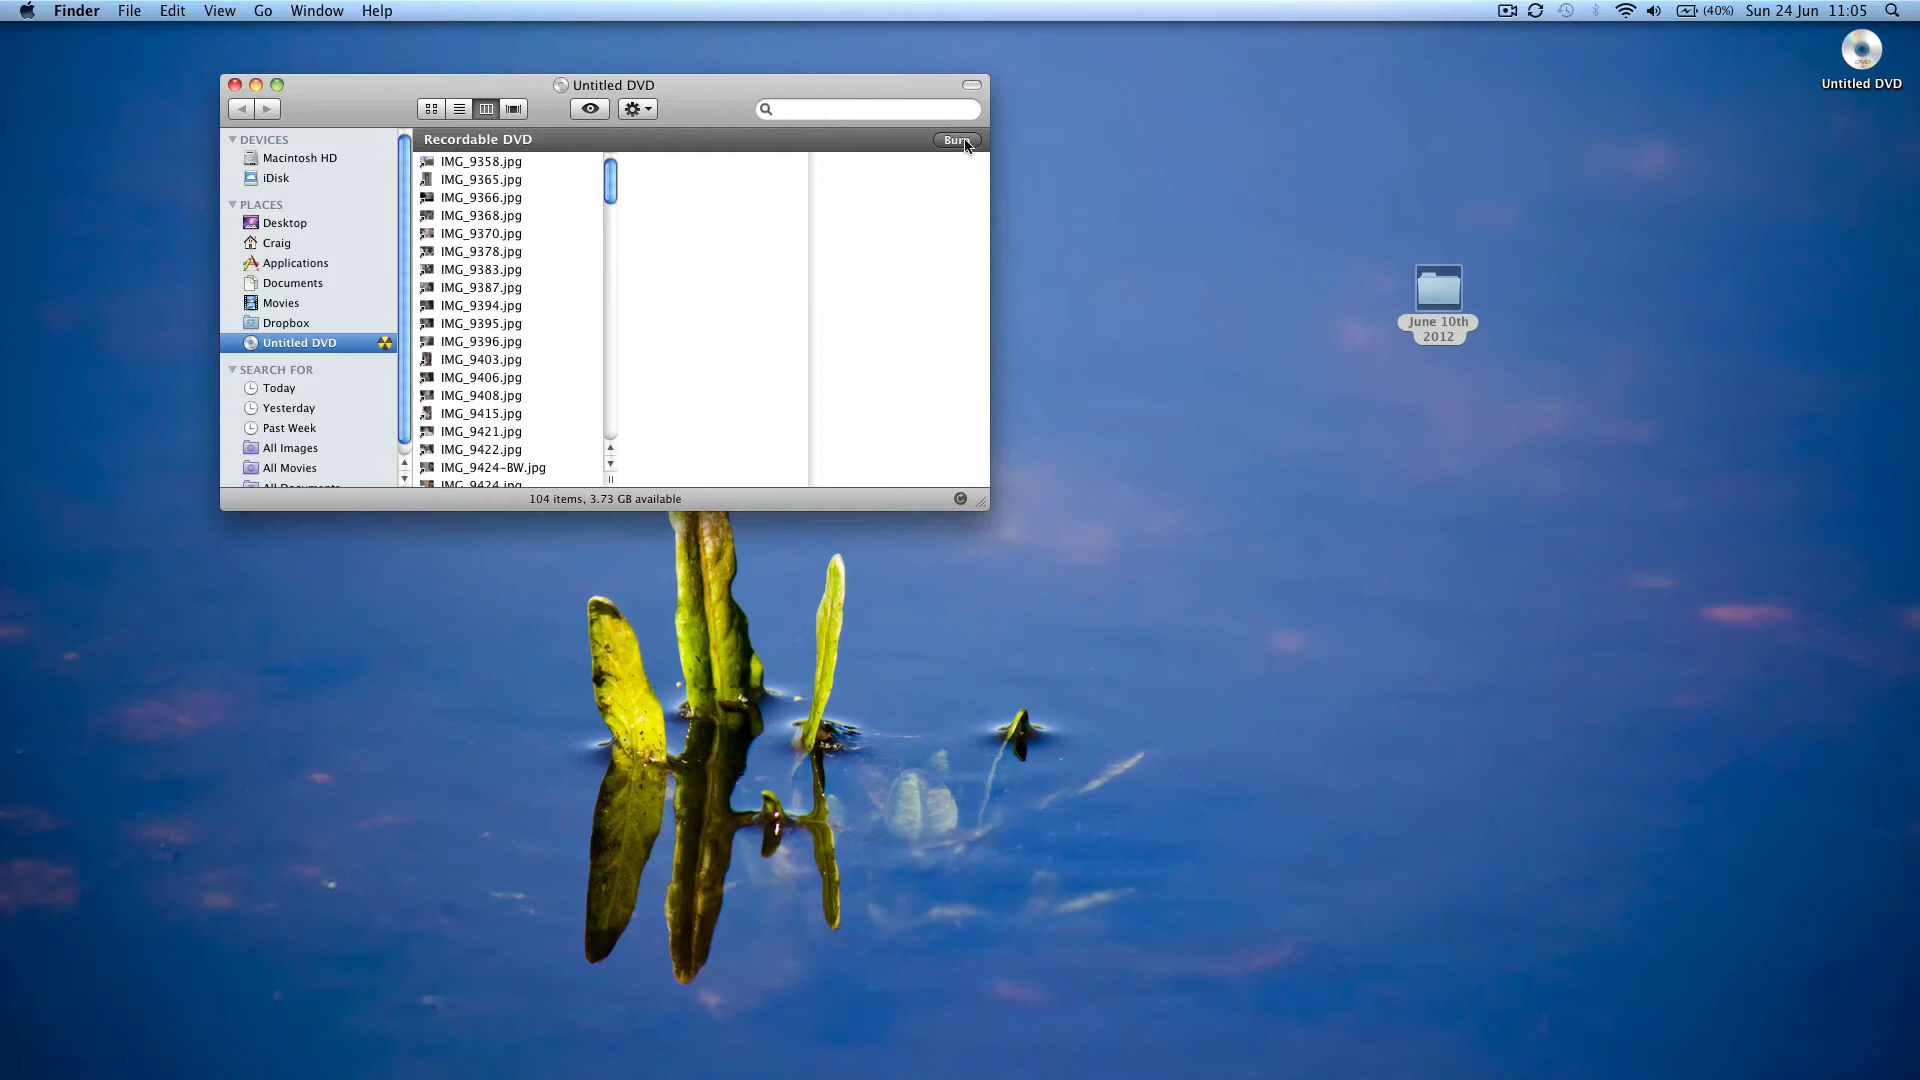 Finder File Edit View Go Window Help
(40%) Sun 24 Jun 11:05
Untitled DVD
Untitled DVD
DEVICES
Macintosh HD
iDisk
PLACES
Desktop
Craig
Applications
Documents
Movies
Dropbox
Untitled DVD
SEARCH FOR
Today
Yesterday
Past Week
All Images
All Movies
All Documents
Recordable DVD
Burn
IMG_9358.jpg
IMG_9365.jpg
IMG_9366.jpg
IMG_9368.jpg
IMG_9370.jpg
IMG_9378.jpg
IMG_9383.jpg
IMG_9387.jpg
IMG_9394.jpg
IMG_9395.jpg
IMG_9396.jpg
IMG_9403.jpg
IMG_9406.jpg
IMG_9408.jpg
IMG_9415.jpg
IMG_9421.jpg
IMG_9422.jpg
IMG_9424-BW.jpg
IMG_9424.jpg
104 items, 3.73 GB available
June 10th
2012